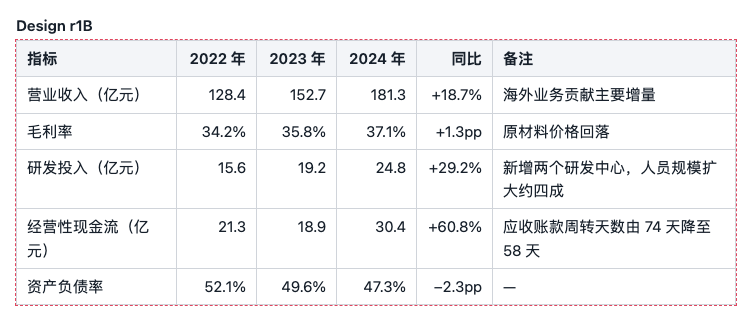 Design r1B
指标 2022 年 2023 年 2024 年 同比 备注
营业收入（亿元） 128.4 152.7 181.3 +18.7% 海外业务贡献主要增量
毛利率 34.2% 35.8% 37.1% +1.3pp 原材料价格回落
研发投入（亿元） 15.6 19.2 24.8 +29.2% 新增两个研发中心，人员规模扩
大约四成
经营性现金流（亿 21.3 18.9 30.4 +60.8% 应收账款周转天数由 74 天降至
元） 58 天
资产负债率 52.1% 49.6% 47.3% −2.3pp —